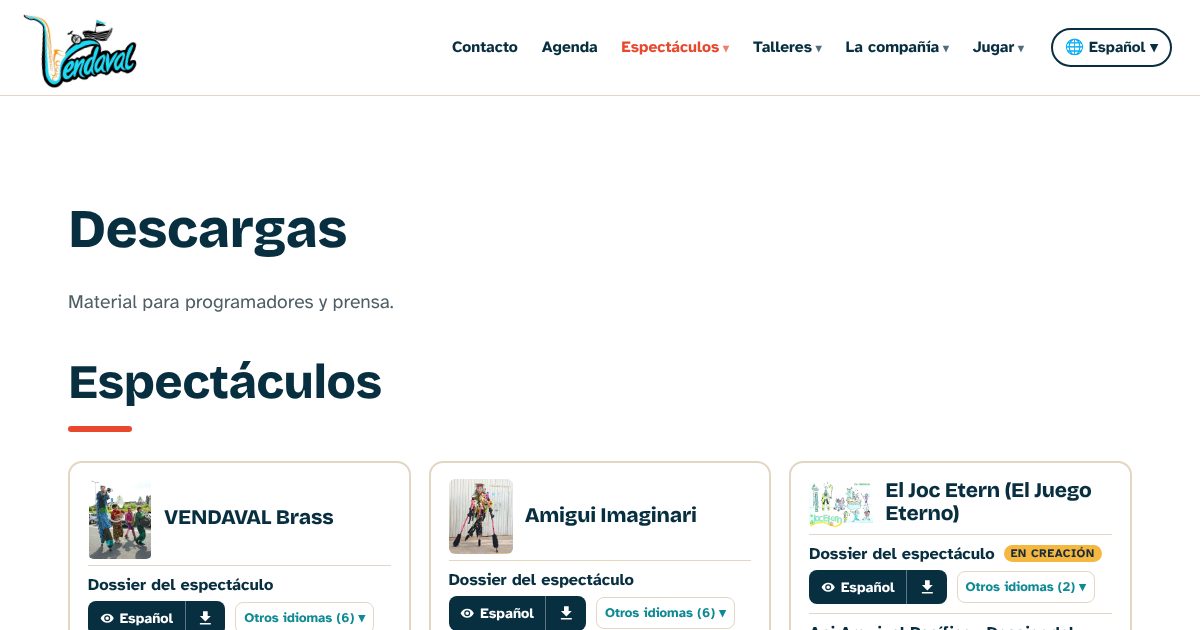 Vendaval
Contacto Agenda Espectáculos ▾ Talleres ▾ La compañía ▾ Jugar ▾ 🌐 Español ▾
Descargas
Material para programadores y prensa.
Espectáculos
VENDAVAL Brass
Dossier del espectáculo
Español
Otros idiomas (6) ▾
Amigui Imaginari
Dossier del espectáculo
Español
Otros idiomas (6) ▾
El Joc Etern (El Juego
Eterno)
Dossier del espectáculo EN CREACIÓN
Español
Otros idiomas (2) ▾